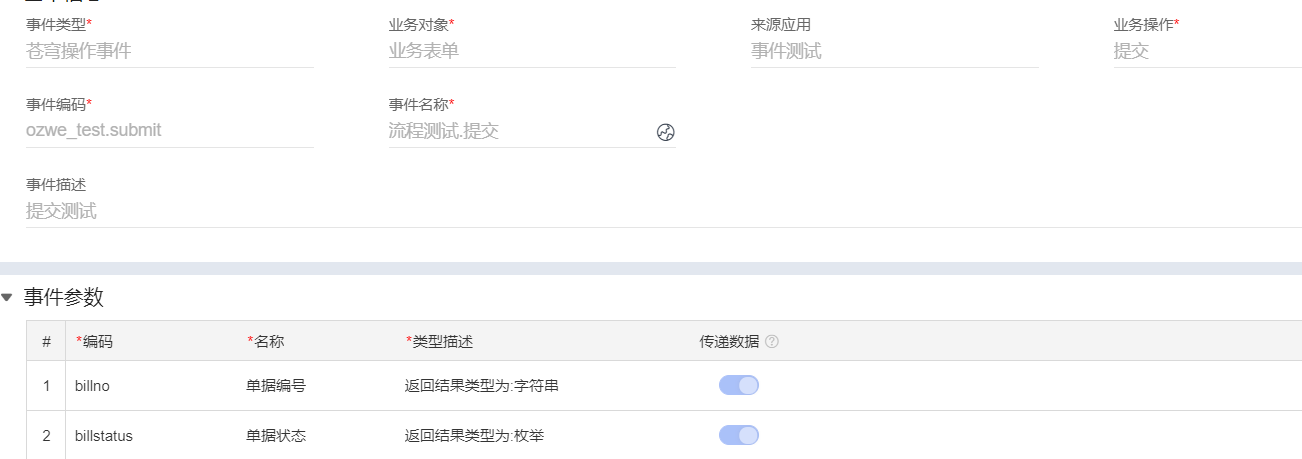 事件类型* 业务对象* 来源应用 业务操作*
苍穹操作事件 业务表单 事件测试 提交
事件编码* 事件名称*
ozwe_test.submit 流程测试.提交
事件描述
提交测试
事件参数
# *编码 *名称 *类型描述 传递数据 ?
1 billno 单据编号 返回结果类型为:字符串
2 billstatus 单据状态 返回结果类型为:枚举